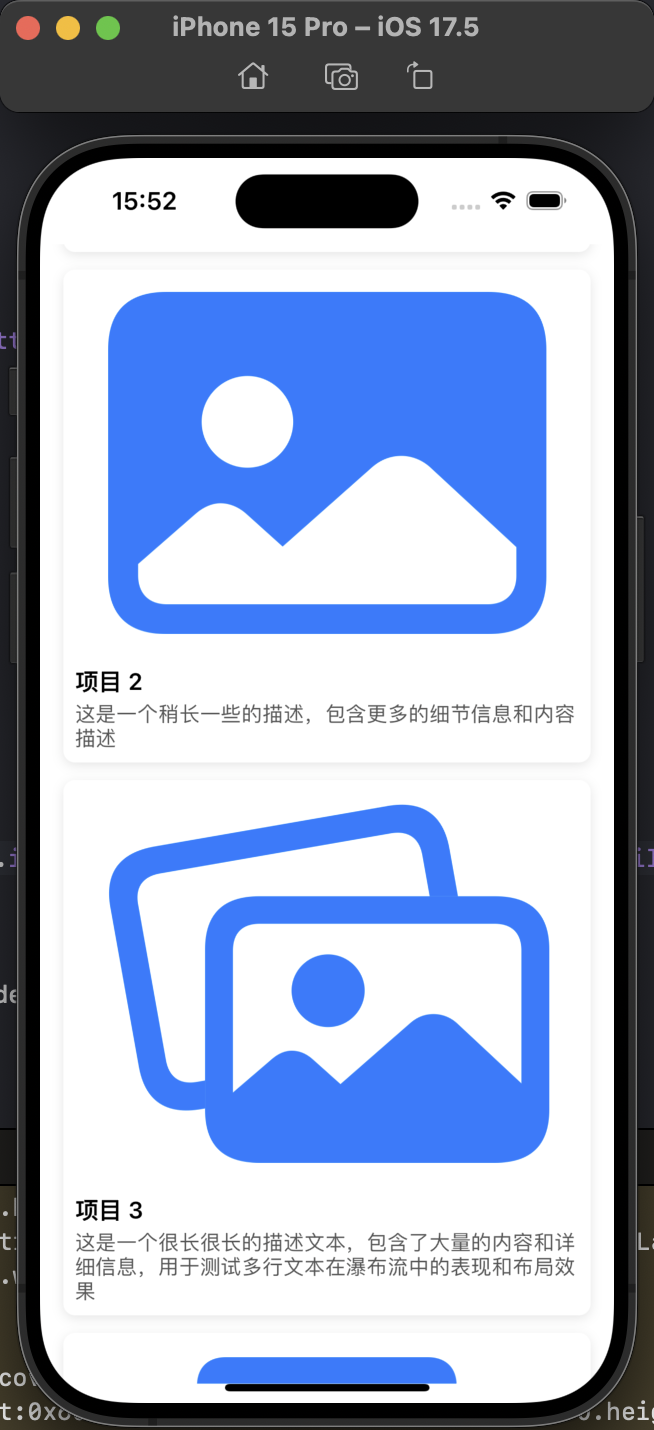 iPhone 15 Pro – iOS 17.5
15:52
项目 2
这是一个稍长一些的描述，包含更多的细节信息和内容
描述
项目 3
这是一个很长很长的描述文本，包含了大量的内容和详
细信息，用于测试多行文本在瀑布流中的表现和布局效
果